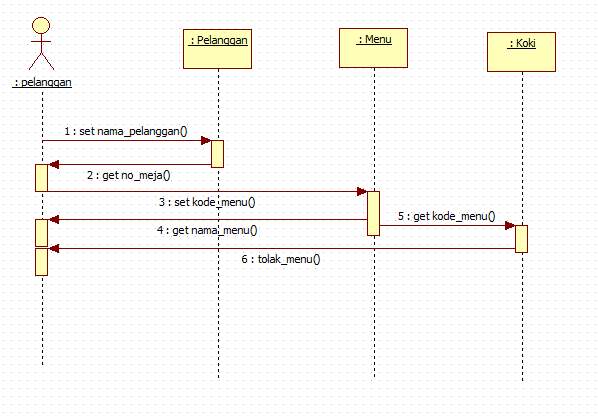 : pelanggan
: Pelanggan
: Menu
: Koki
1 : set nama_pelanggan()
2 : get no_meja()
3 : set kode_menu()
4 : get nama_menu()
5 : get kode_menu()
6 : tolak_menu()